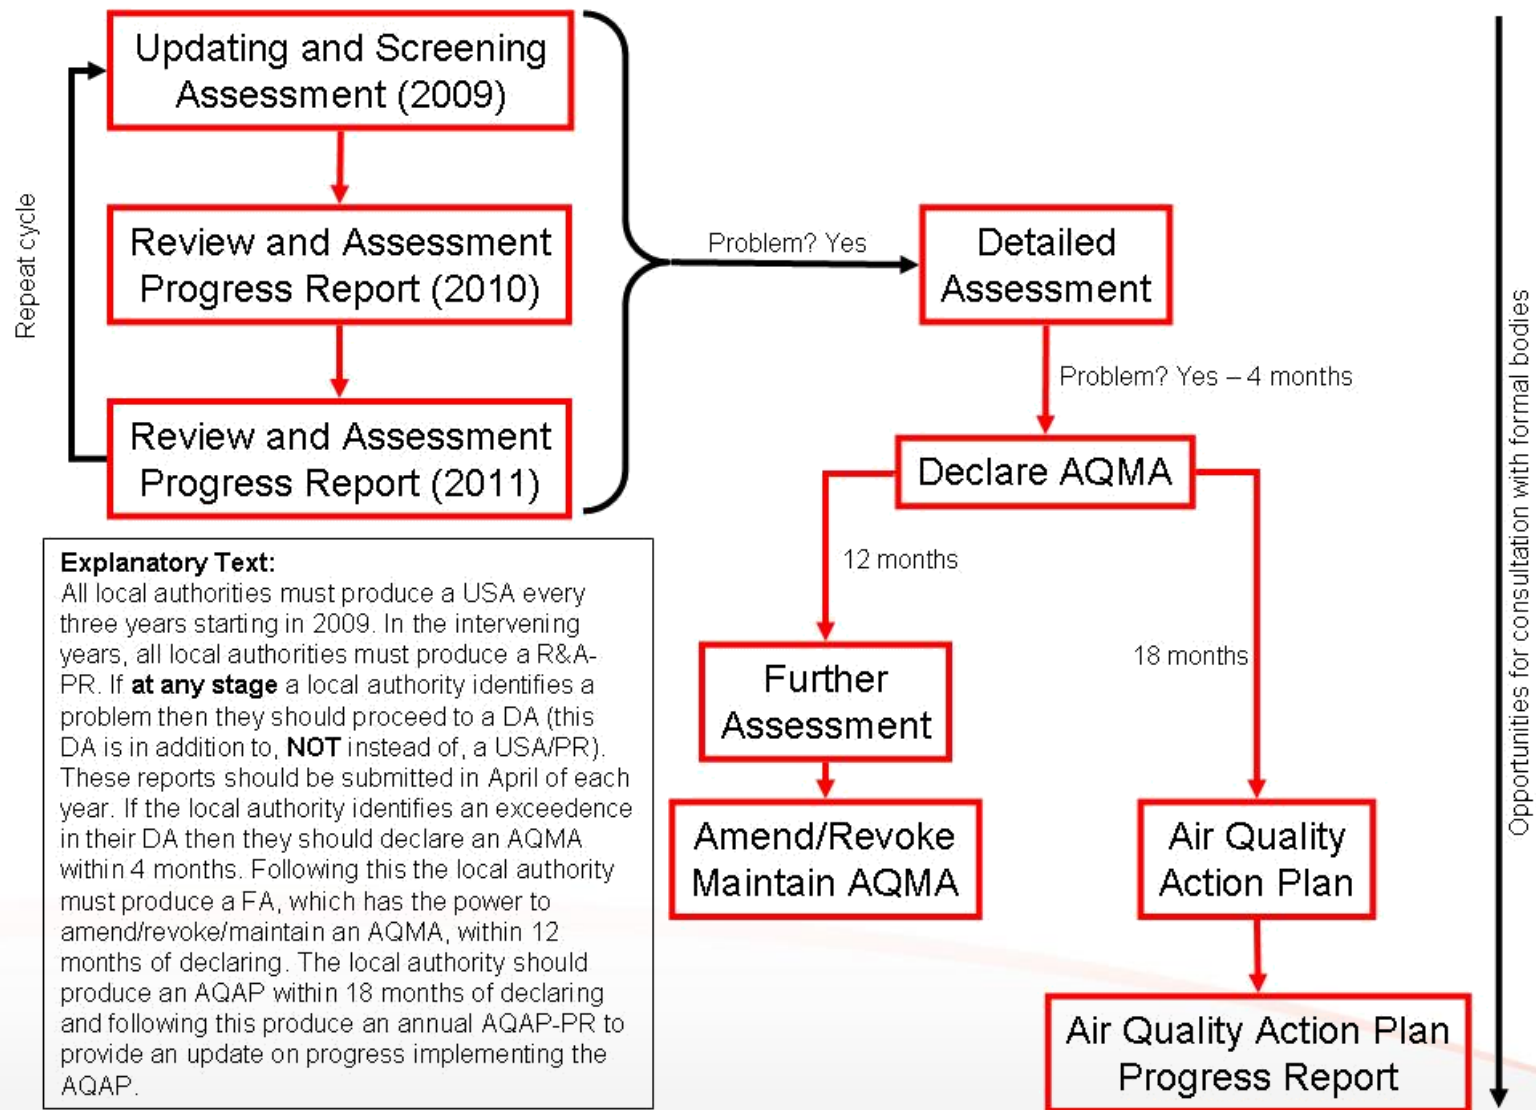 Updating and Screening
Assessment (2009)
Repeat cycle
Review and Assessment
Progress Report (2010)
Review and Assessment
Progress Report (2011)
Problem? Yes
Detailed
Assessment
Problem? Yes – 4 months
Declare AQMA
12 months
18 months
Further
Assessment
Amend/Revoke
Maintain AQMA
Air Quality
Action Plan
Air Quality Action Plan
Progress Report
Opportunities for consultation with formal bodies
Explanatory Text:
All local authorities must produce a USA every
three years starting in 2009. In the intervening
years, all local authorities must produce a R&A-
PR. If at any stage a local authority identifies a
problem then they should proceed to a DA (this
DA is in addition to, NOT instead of, a USA/PR).
These reports should be submitted in April of each
year. If the local authority identifies an exceedence
in their DA then they should declare an AQMA
within 4 months. Following this the local authority
must produce a FA, which has the power to
amend/revoke/maintain an AQMA, within 12
months of declaring. The local authority should
produce an AQAP within 18 months of declaring
and following this produce an annual AQAP-PR to
provide an update on progress implementing the
AQAP.